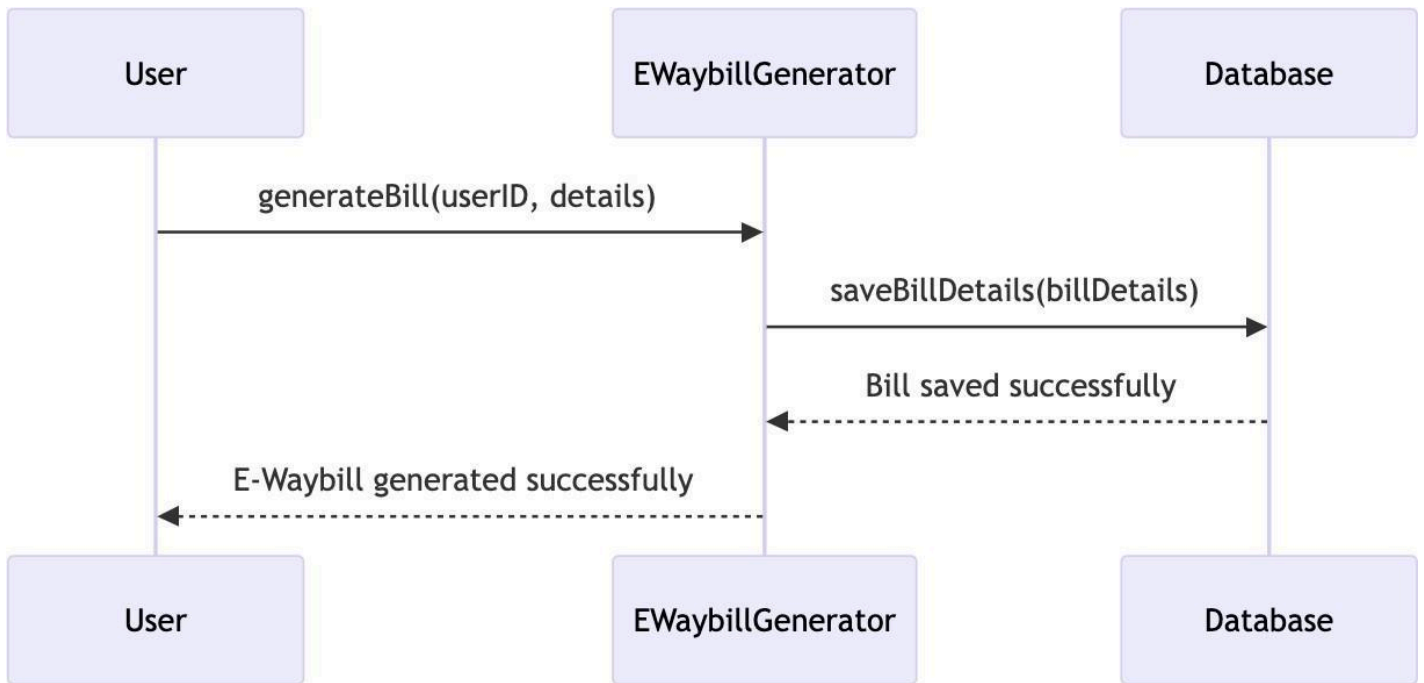 User
EWaybillGenerator
Database
generateBill(userID, details)
saveBillDetails(billDetails)
Bill saved successfully
E-Waybill generated successfully
User
EWaybillGenerator
Database